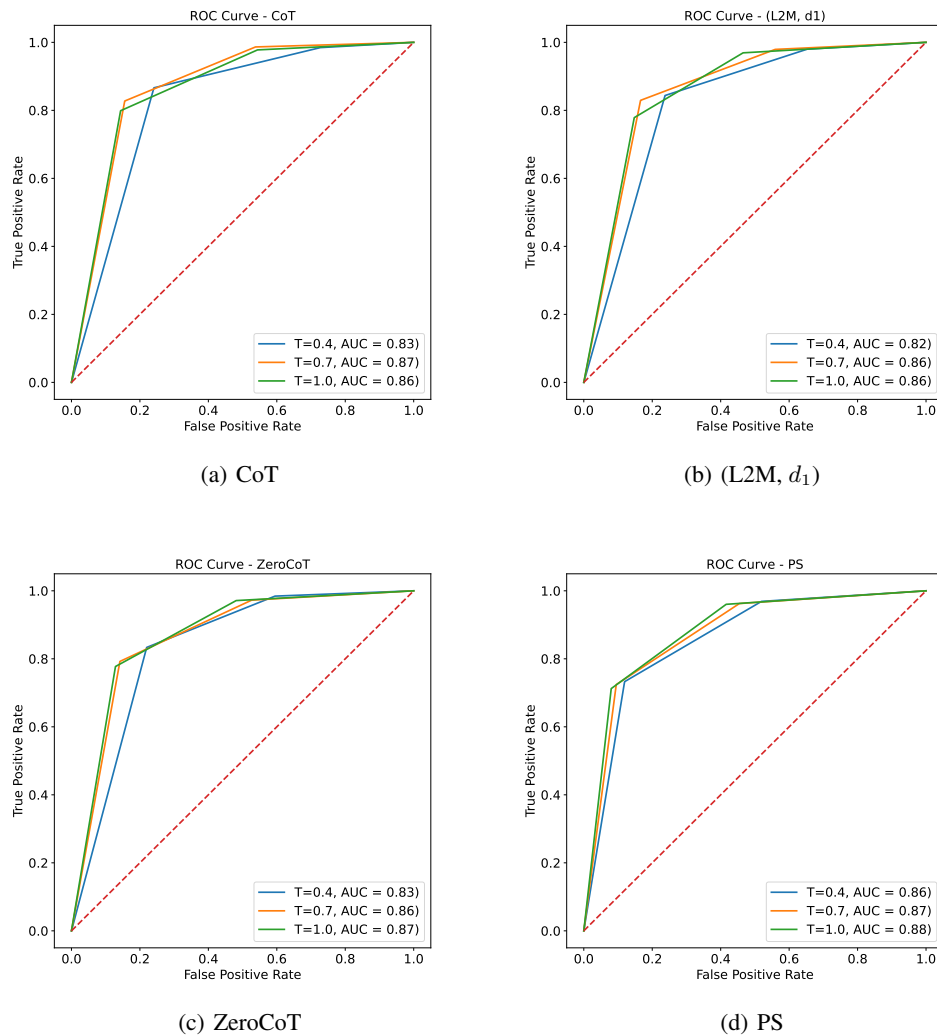 ROC Curve - CoT
1.0
0.8
0.6
0.4
0.2
0.0
True Positive Rate
T=0.4, AUC = 0.83)
T=0.7, AUC = 0.87)
T=1.0, AUC = 0.86)
0.0 0.2 0.4 0.6 0.8 1.0
False Positive Rate
(a) CoT
ROC Curve - (L2M, d1)
1.0
0.8
0.6
0.4
0.2
0.0
True Positive Rate
T=0.4, AUC = 0.82)
T=0.7, AUC = 0.86)
T=1.0, AUC = 0.86)
0.0 0.2 0.4 0.6 0.8 1.0
False Positive Rate
(b) (L2M, d₁)
ROC Curve - ZeroCoT
1.0
0.8
0.6
0.4
0.2
0.0
True Positive Rate
T=0.4, AUC = 0.83)
T=0.7, AUC = 0.86)
T=1.0, AUC = 0.87)
0.0 0.2 0.4 0.6 0.8 1.0
False Positive Rate
(c) ZeroCoT
ROC Curve - PS
1.0
0.8
0.6
0.4
0.2
0.0
True Positive Rate
T=0.4, AUC = 0.86)
T=0.7, AUC = 0.87)
T=1.0, AUC = 0.88)
0.0 0.2 0.4 0.6 0.8 1.0
False Positive Rate
(d) PS